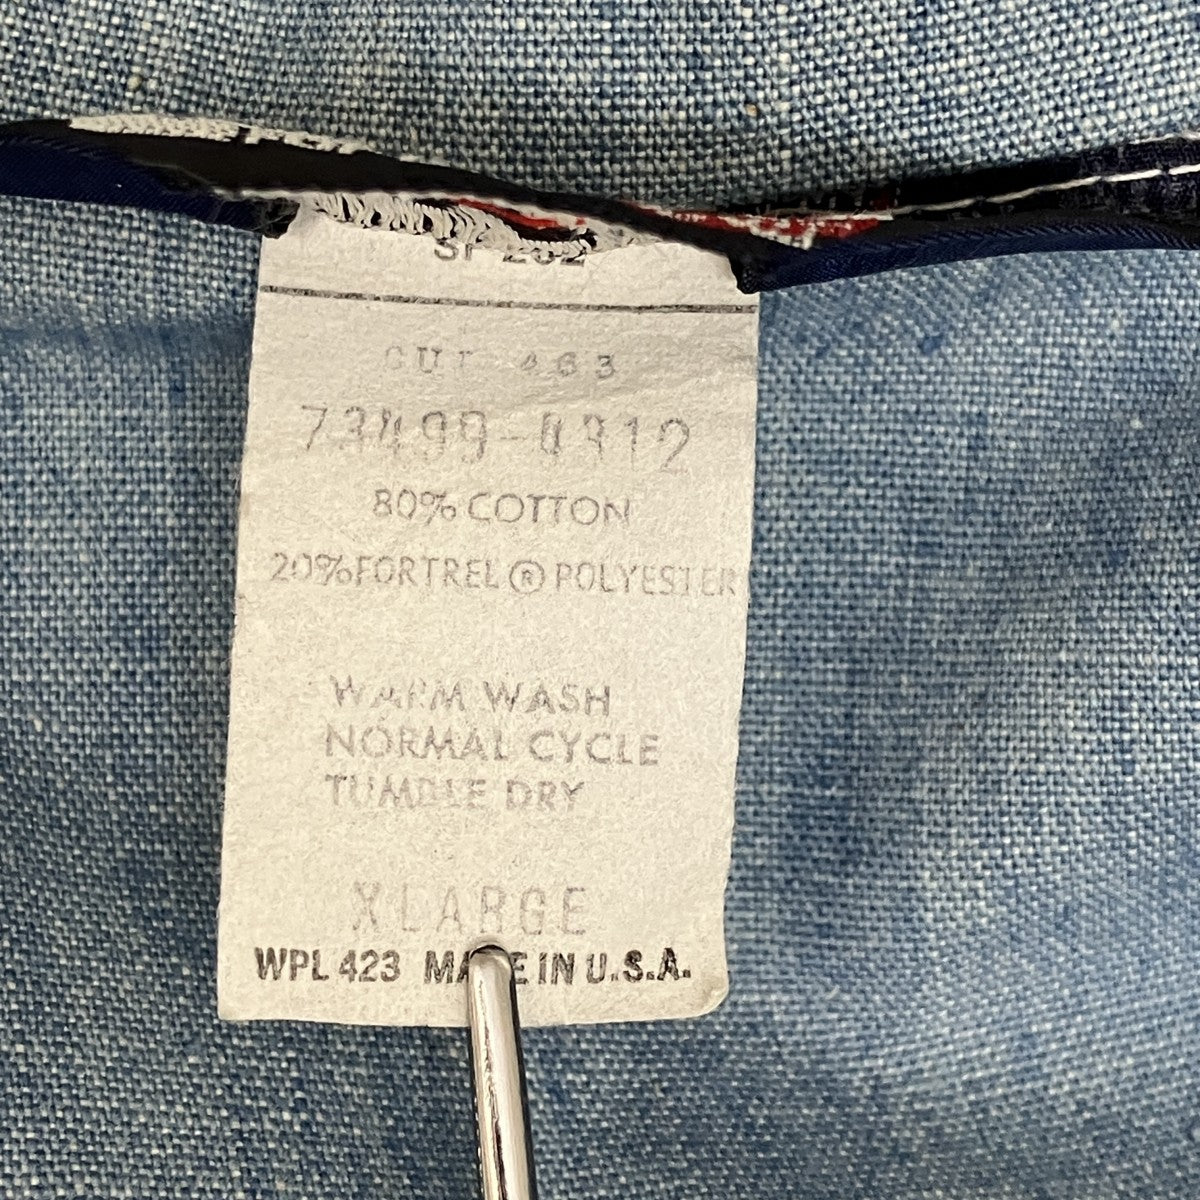 CUT 463
73499-4312
80% COTTON
20% FORTREL ® POLYESTER
WARM WASH
NORMAL CYCLE
TUMBLE DRY
XLARGE
WPL 423 MADE IN U.S.A.